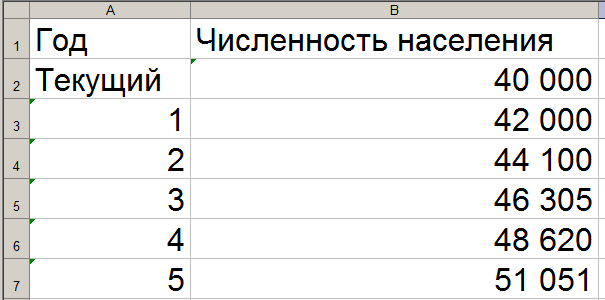 A B
1 Год Численность населения
2 Текущий 40 000
3 1 42 000
4 2 44 100
5 3 46 305
6 4 48 620
7 5 51 051